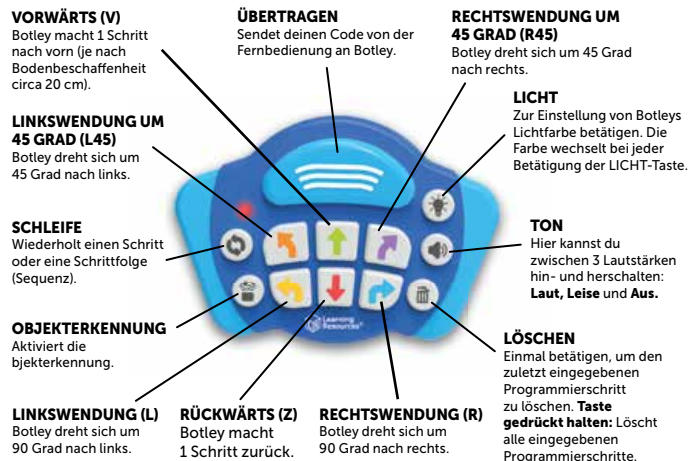 VORWÄRTS (V)
Botley macht 1 Schritt
nach vorn (je nach
Bodenbeschaffenheit
circa 20 cm).
ÜBERTRAGEN
Sendet deinen Code von der
Fernbedienung an Botley.
RECHTSWENDUNG UM
45 GRAD (R45)
Botley dreht sich um 45 Grad
nach rechts.
LINKSWENDUNG UM
45 GRAD (L45)
Botley dreht sich um
45 Grad nach links.
LICHT
Zur Einstellung von Botleys
Lichtfarbe betätigen. Die
Farbe wechselt bei jeder
Betätigung der LICHT-Taste.
SCHLEIFE
Wiederholt einen Schritt
oder eine Schrittfolge
(Sequenz).
TON
Hier kannst du
zwischen 3 Lautstärken
hin- und herschalten:
Laut, Leise und Aus.
OBJEKTERKENNUNG
Aktiviert die
bjekterkennung.
Learning
Resources®
LÖSCHEN
Einmal betätigen, um den
zuletzt eingegebenen
Programmierschritt
zu löschen. Taste
gedrückt halten: Löscht
alle eingegebenen
Programmierschritte.
LINKSWENDUNG (L)
Botley dreht sich um
90 Grad nach links.
RÜCKWÄRTS (Z)
Botley macht
1 Schritt zurück.
RECHTSWENDUNG (R)
Botley dreht sich um
90 Grad nach rechts.